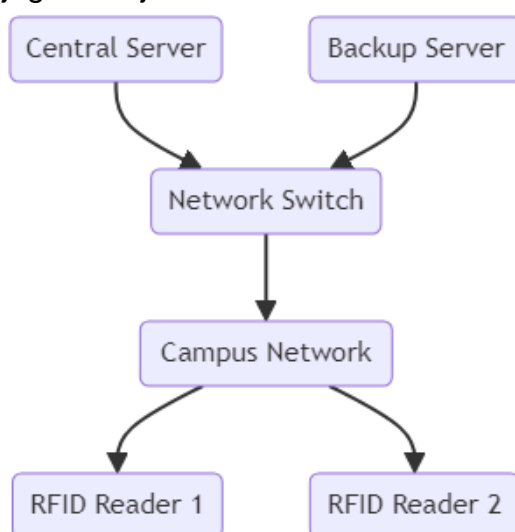 Central Server
Backup Server
Network Switch
Campus Network
RFID Reader 1
RFID Reader 2